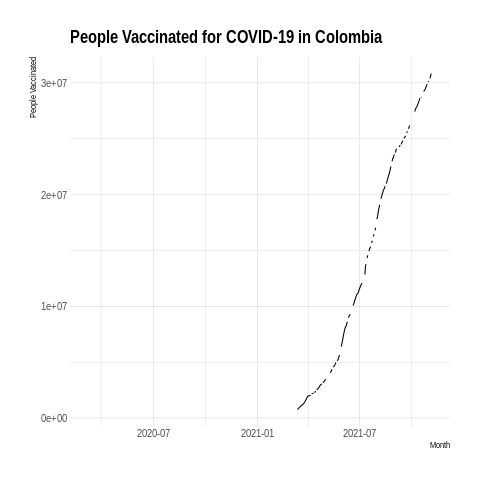 People Vaccinated for COVID-19 in Colombia
People Vaccinated
3e+07
2e+07
1e+07
0e+00
2020-07
2021-01
2021-07
Month